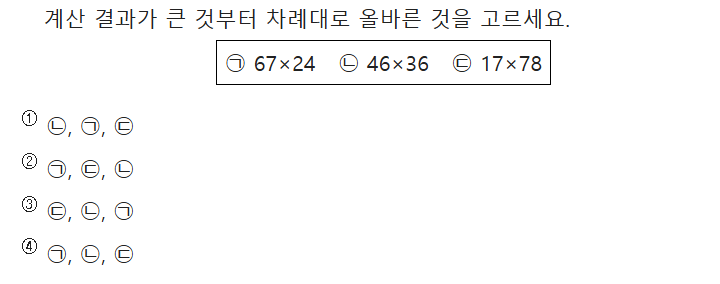 계산 결과가 큰 것부터 차례대로 올바른 것을 고르세요.
㉠ 67×24 ㉡ 46×36 ㉢ 17×78
① ㉡, ㉠, ㉢
② ㉠, ㉢, ㉡
③ ㉢, ㉡, ㉠
④ ㉠, ㉡, ㉢